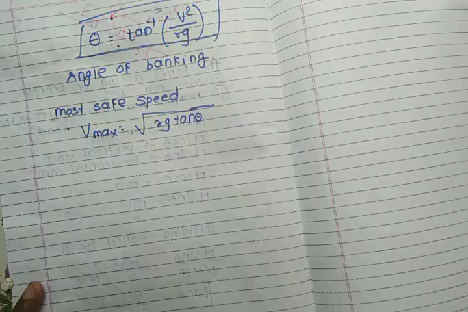 θ = tan⁻¹ (V²/rg)
Angle of banking
most safe speed
Vmax = √rg tanθ